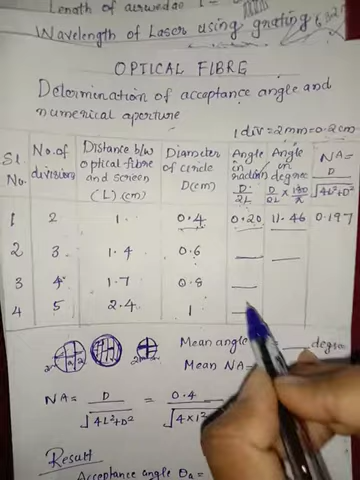 Length of
Wavelength of Laser using grating
OPTICAL FIBRE
Determination of acceptance angle and
numerical aperture
1 div = 2mm = 0.2cm
Sl. No. | No. of divisions | Distance b/w optical fibre and screen (L) (cm) | Diameter of circle D(cm) | Angle in radian D/2L | Angle in degree D/2L × 180/π | NA = D/√4L²+D²
1 2 1. 0.4 0.20 11.46 0.197
2 3 1.4 0.6
3 4 1.7 0.8
4 5 2.4 1
Mean angle = degree
Mean NA =
NA = D/√4L²+D² = 0.4/√4×1²
Result
Acceptance angle θa =